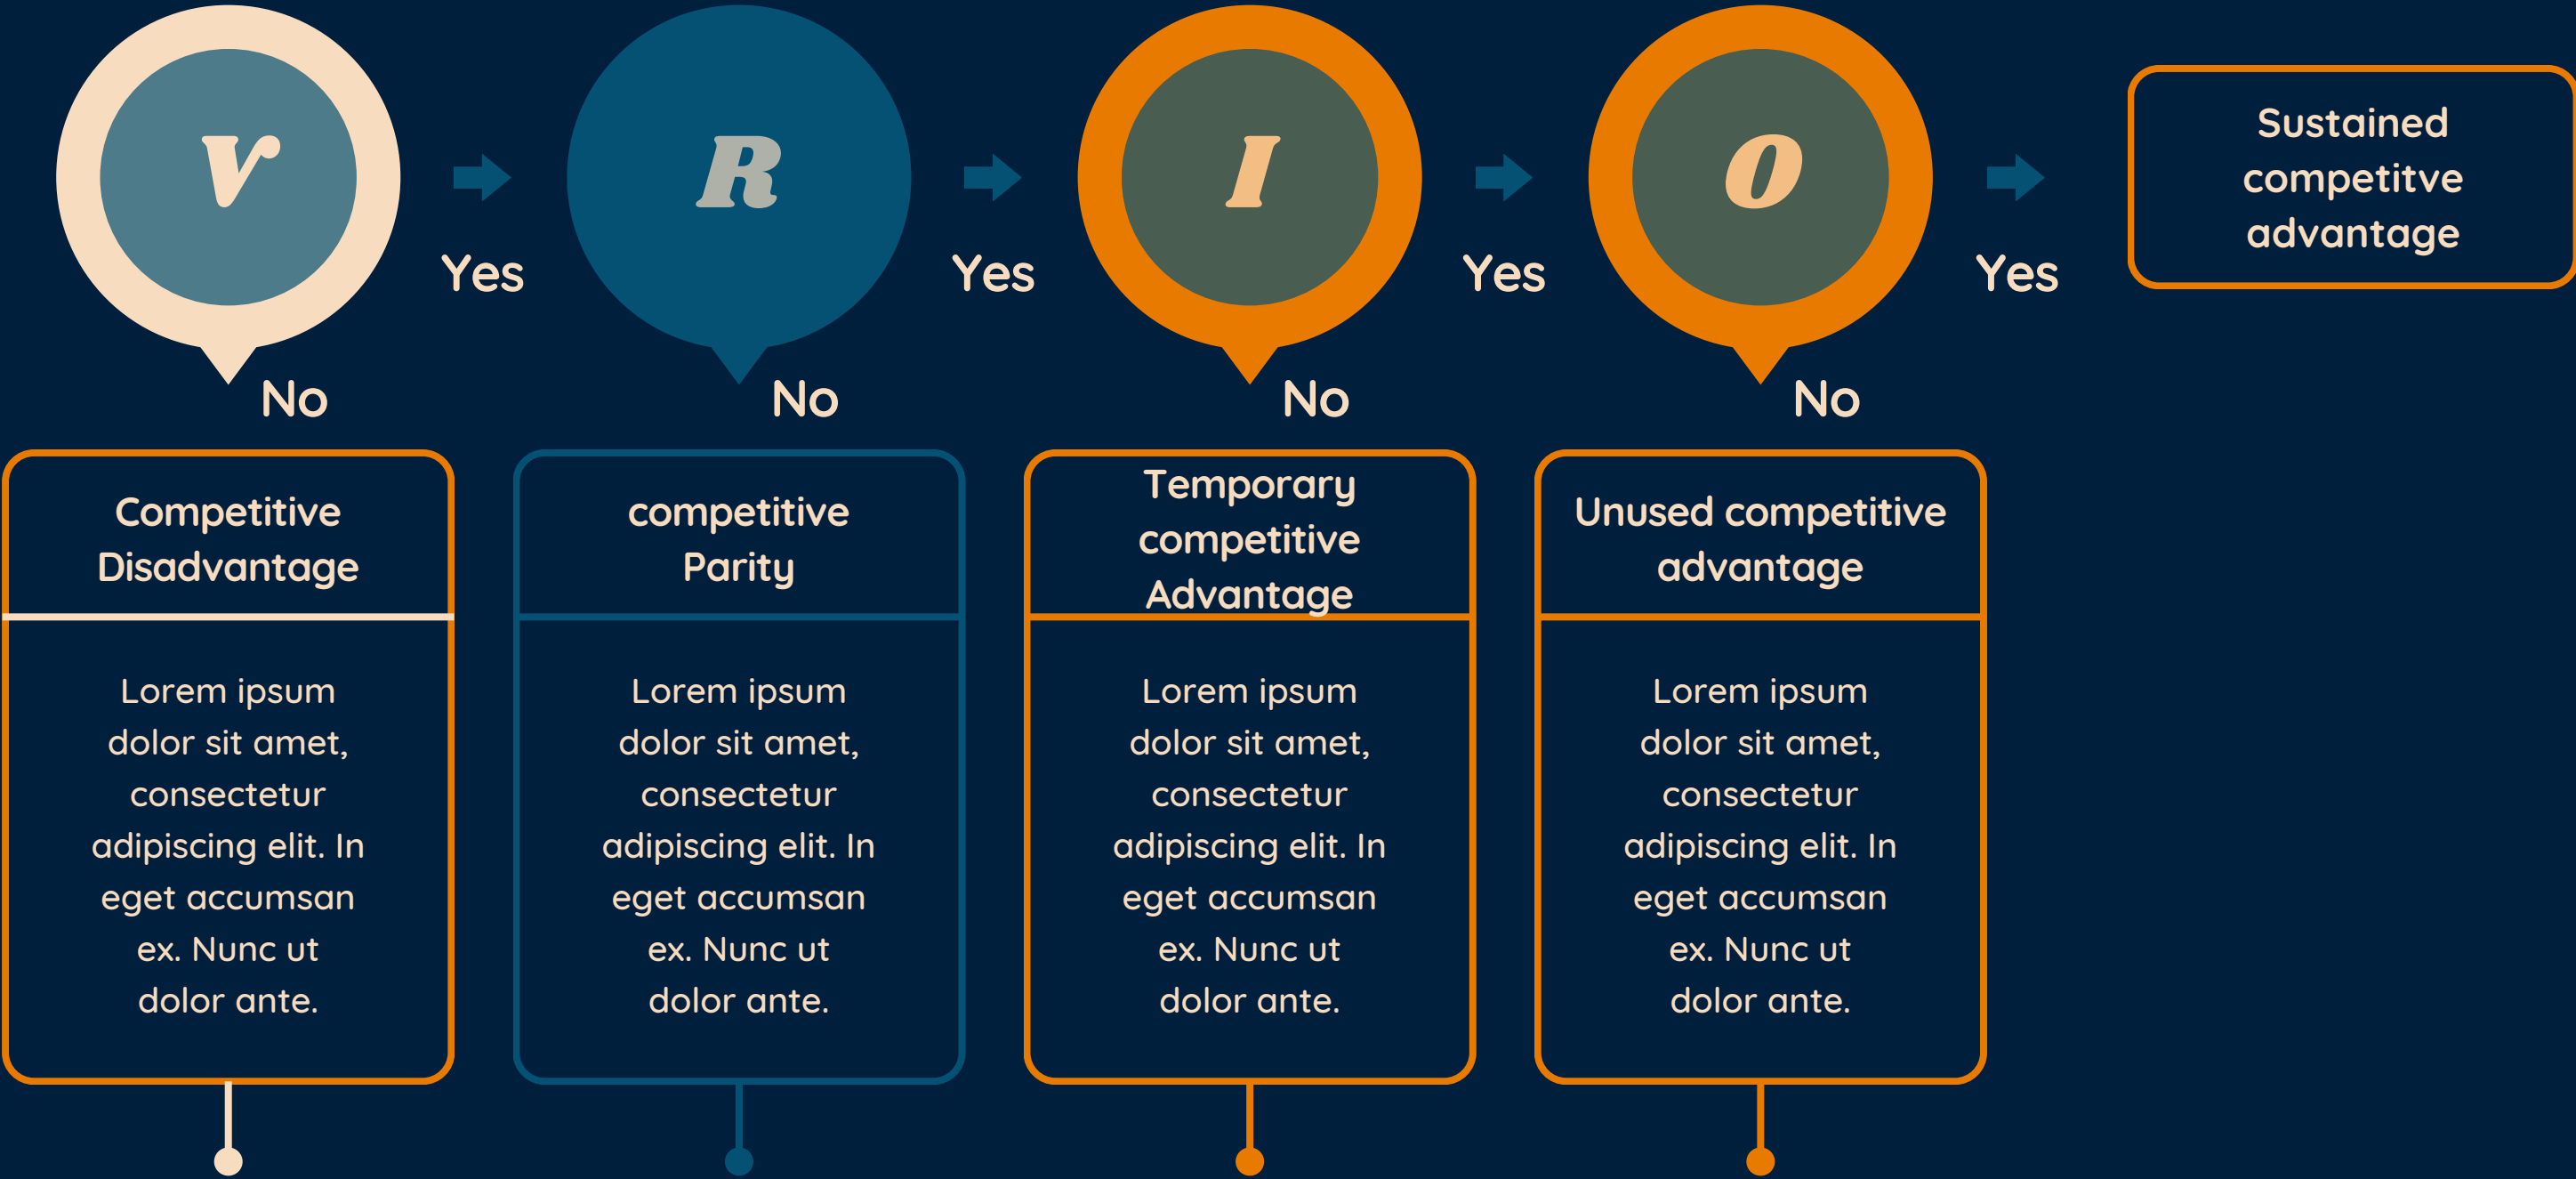 V
Yes
R
Yes
I
Yes
O
Yes
Sustained
competitve
advantage
No
No
No
No
Competitive
Disadvantage
Lorem ipsum
dolor sit amet,
consectetur
adipiscing elit. In
eget accumsan
ex. Nunc ut
dolor ante.
competitive
Parity
Lorem ipsum
dolor sit amet,
consectetur
adipiscing elit. In
eget accumsan
ex. Nunc ut
dolor ante.
Temporary
competitive
Advantage
Lorem ipsum
dolor sit amet,
consectetur
adipiscing elit. In
eget accumsan
ex. Nunc ut
dolor ante.
Unused competitive
advantage
Lorem ipsum
dolor sit amet,
consectetur
adipiscing elit. In
eget accumsan
ex. Nunc ut
dolor ante.